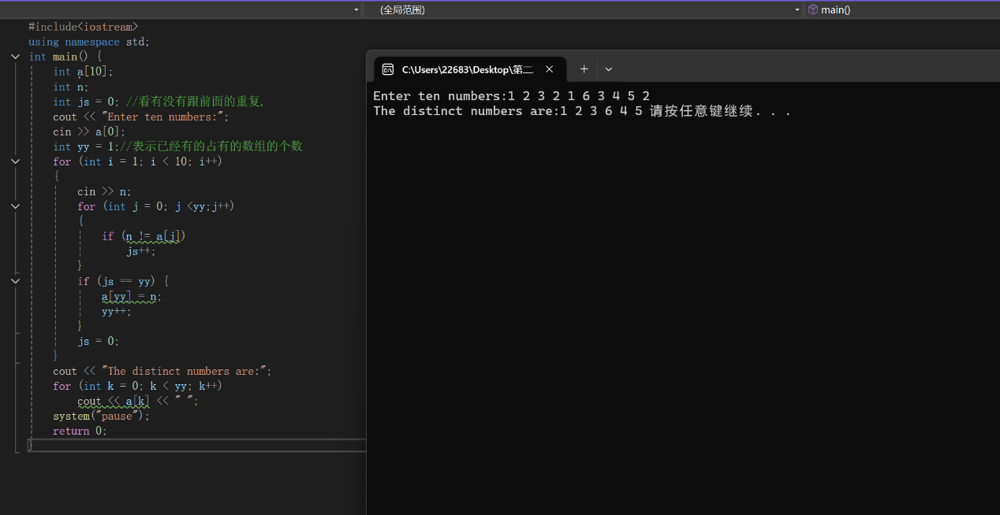 (全局范围)
main()
#include<iostream>
using namespace std;
int main() {
int a[10];
int n;
int js = 0; //看有没有跟前面的重复,
cout << "Enter ten numbers:";
cin >> a[0];
int yy = 1;//表示已经有的占有的数组的个数
for (int i = 1; i < 10; i++)
{
cin >> n;
for (int j = 0; j <yy;j++)
{
if (n != a[j])
js++;
}
if (js == yy) {
a[yy] = n;
yy++;
}
js = 0;
}
cout << "The distinct numbers are:";
for (int k = 0; k < yy; k++)
cout << a[k] << " ";
system("pause");
return 0;
}
C:\Users\22683\Desktop\第二
Enter ten numbers:1 2 3 2 1 6 3 4 5 2
The distinct numbers are:1 2 3 6 4 5 请按任意键继续. . .